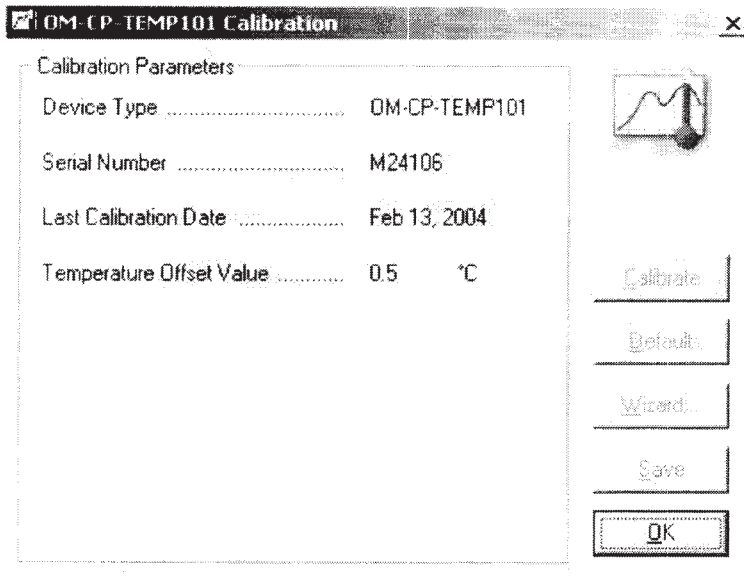 OM-CP-TEMP101 Calibration
Calibration Parameters
Device Type .......................... OM-CP-TEMP101
Serial Number ........................ M24106
Last Calibration Date ................ Feb 13, 2004
Temperature Offset Value ........... 0.5 °C
Calibrate
Default
Wizard...
Save
OK